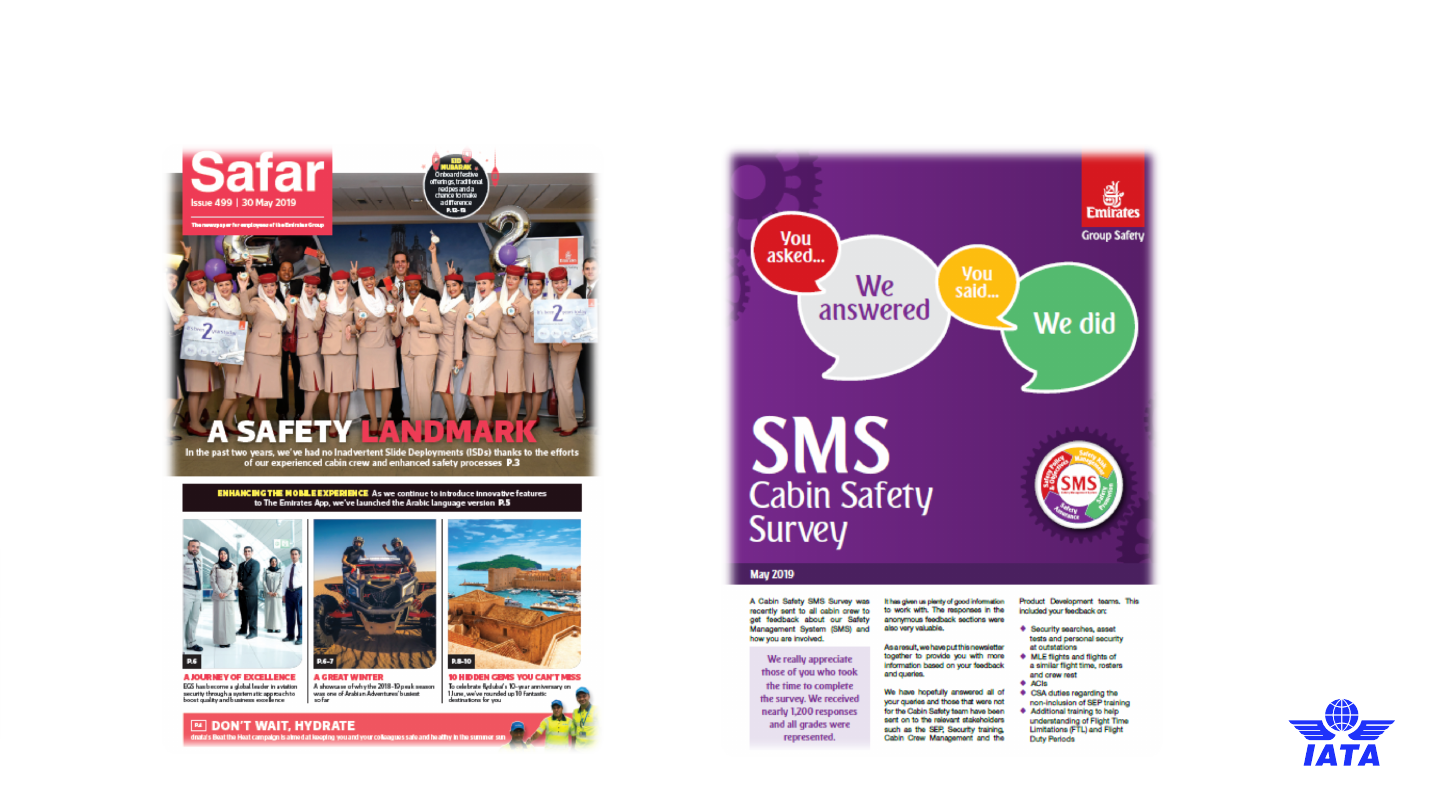 Safar
Issue 499 | 30 May 2019
The newspaper for employees of the Emirates Group
EID
MUBARAK
Onboard festive
offerings, traditional
recipes and a
chance to make
a difference
P.12-13
Emirates
2
A SAFETY LANDMARK
In the past two years, we've had no Inadvertent Slide Deployments (ISDs) thanks to the efforts
of our experienced cabin crew and enhanced safety processes P.3
ENHANCING THE MOBILE EXPERIENCE As we continue to introduce innovative features
to The Emirates App, we've launched the Arabic language version P.5
P.6
A JOURNEY OF EXCELLENCE
EGS has become a global leader in aviation
security through a systematic approach to
boost quality and business excellence
P.6-7
A GREAT WINTER
A showcase of why the 2018-19 peak season
was one of Arabian Adventures' busiest
so far
P.8-10
10 HIDDEN GEMS YOU CAN'T MISS
To celebrate flydubai's 10-year anniversary on
1 June, we've rounded up 10 fantastic
destinations for you
DON'T WAIT, HYDRATE
dnata's Beat the Heat campaign is aimed at keeping you and your colleagues safe and healthy in the summer sun
Emirates
Group Safety
You
asked...
We
answered
You
said...
We did
SMS
Cabin Safety
Survey
Safety Policy
& Objectives
Safety Risk
Management
Safety
Promotion
Safety
Assurance
SMS
May 2019
A Cabin Safety SMS Survey was
recently sent to all cabin crew to
get feedback about our Safety
Management System (SMS) and
how you are involved.
We really appreciate
those of you who took
the time to complete
the survey. We received
nearly 1,200 responses
and all grades were
represented.
It has given us plenty of good information
to work with. The responses in the
anonymous feedback sections were
also very valuable.
As a result, we have put this newsletter
together to provide you with more
information based on your feedback
and queries.
We have hopefully answered all of
your queries and those that were not
for the Cabin Safety team have been
sent on to the relevant stakeholders
such as the SEP, Security training,
Cabin Crew Management and the
Product Development teams. This
included your feedback on:
◆ Security searches, asset
tests and personal security
at outstations
◆ MLE flights and flights of
a similar flight time, rosters
and crew rest
◆ ACIs
◆ CSA duties regarding the
non-inclusion of SEP training
◆ Additional training to help
understanding of Flight Time
Limitations (FTL) and Flight
Duty Periods
IATA